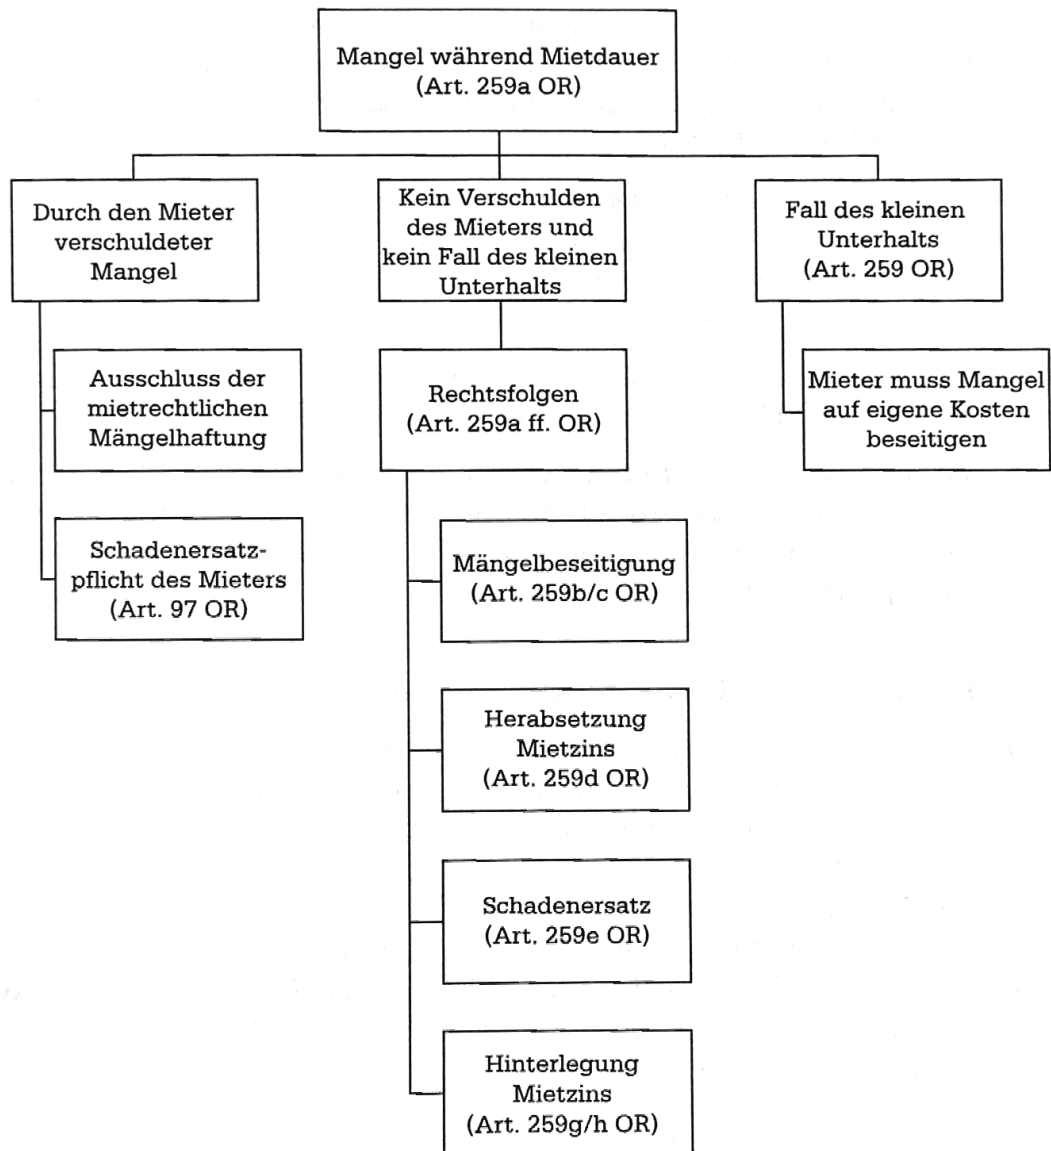 Mangel während Mietdauer
(Art. 259a OR)
Durch den Mieter
verschuldeter
Mangel
Ausschluss der
mietrechtlichen
Mängelhaftung
Schadenersatz-
pflicht des Mieters
(Art. 97 OR)
Kein Verschulden
des Mieters und
kein Fall des kleinen
Unterhalts
Rechtsfolgen
(Art. 259a ff. OR)
Mängelbeseitigung
(Art. 259b/c OR)
Herabsetzung
Mietzins
(Art. 259d OR)
Schadenersatz
(Art. 259e OR)
Hinterlegung
Mietzins
(Art. 259g/h OR)
Fall des kleinen
Unterhalts
(Art. 259 OR)
Mieter muss Mangel
auf eigene Kosten
beseitigen